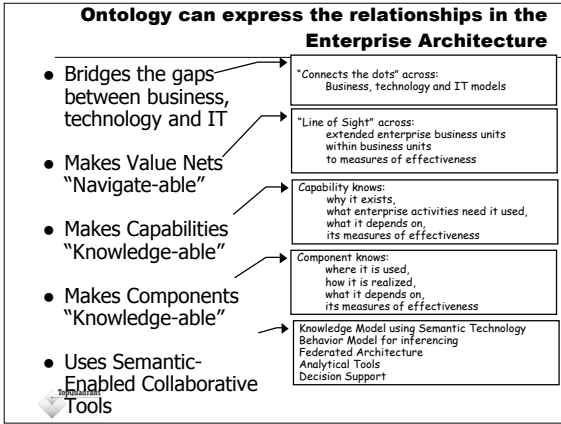 Ontology can express the relationships in the
Enterprise Architecture
● Bridges the gaps
between business,
technology and IT
"Connects the dots" across:
Business, technology and IT models
● Makes Value Nets
"Navigate-able"
"Line of Sight" across:
extended enterprise business units
within business units
to measures of effectiveness
● Makes Capabilities
"Knowledge-able"
Capability knows:
why it exists,
what enterprise activities need it used,
what it depends on,
its measures of effectiveness
● Makes Components
"Knowledge-able"
Component knows:
where it is used,
how it is realized,
what it depends on,
its measures of effectiveness
● Uses Semantic-
Enabled Collaborative
Tools
Knowledge Model using Semantic Technology
Behavior Model for inferencing
Federated Architecture
Analytical Tools
Decision Support
TopQuadrant